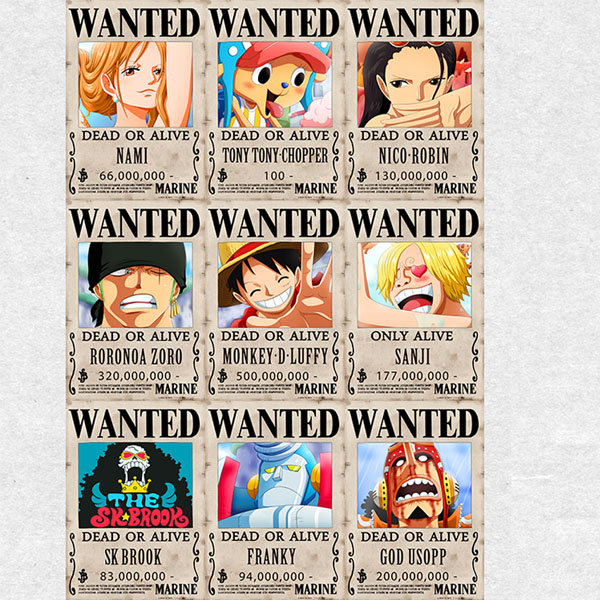 WANTED
DEAD OR ALIVE
NAMI
66,000,000 -
MARINE
WANTED
DEAD OR ALIVE
TONY TONY·CHOPPER
100 -
MARINE
WANTED
DEAD OR ALIVE
NICO·ROBIN
130,000,000 -
MARINE
WANTED
DEAD OR ALIVE
RORONOA ZORO
320,000,000 -
MARINE
WANTED
DEAD OR ALIVE
MONKEY·D·LUFFY
500,000,000 -
MARINE
WANTED
ONLY ALIVE
SANJI
177,000,000 -
MARINE
WANTED
THE
SK·BROOK
DEAD OR ALIVE
SK BROOK
83,000,000 -
MARINE
WANTED
DEAD OR ALIVE
FRANKY
94,000,000 -
MARINE
WANTED
DEAD OR ALIVE
GOD USOPP
200,000,000 -
MARINE